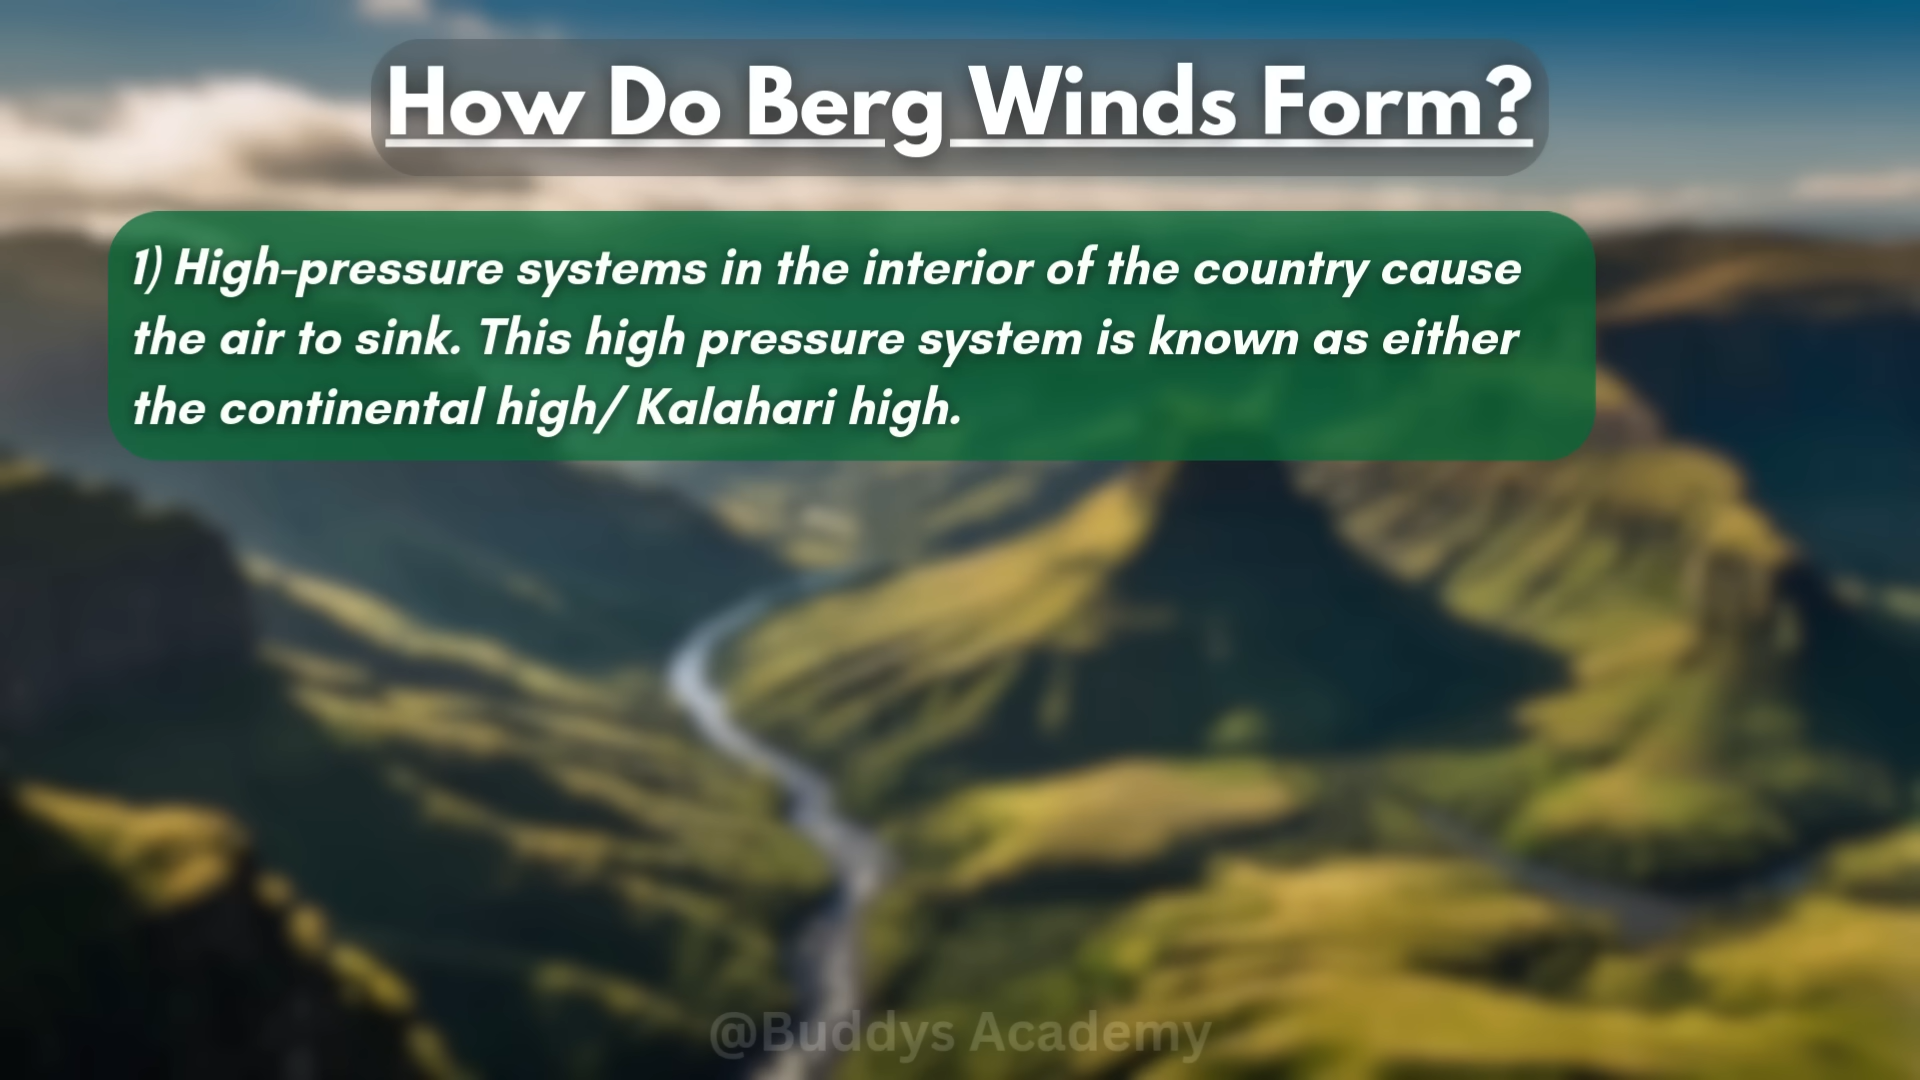 How Do Berg Winds Form?
1) High-pressure systems in the interior of the country cause
the air to sink. This high pressure system is known as either
the continental high/ Kalahari high.
@Buddys Academy